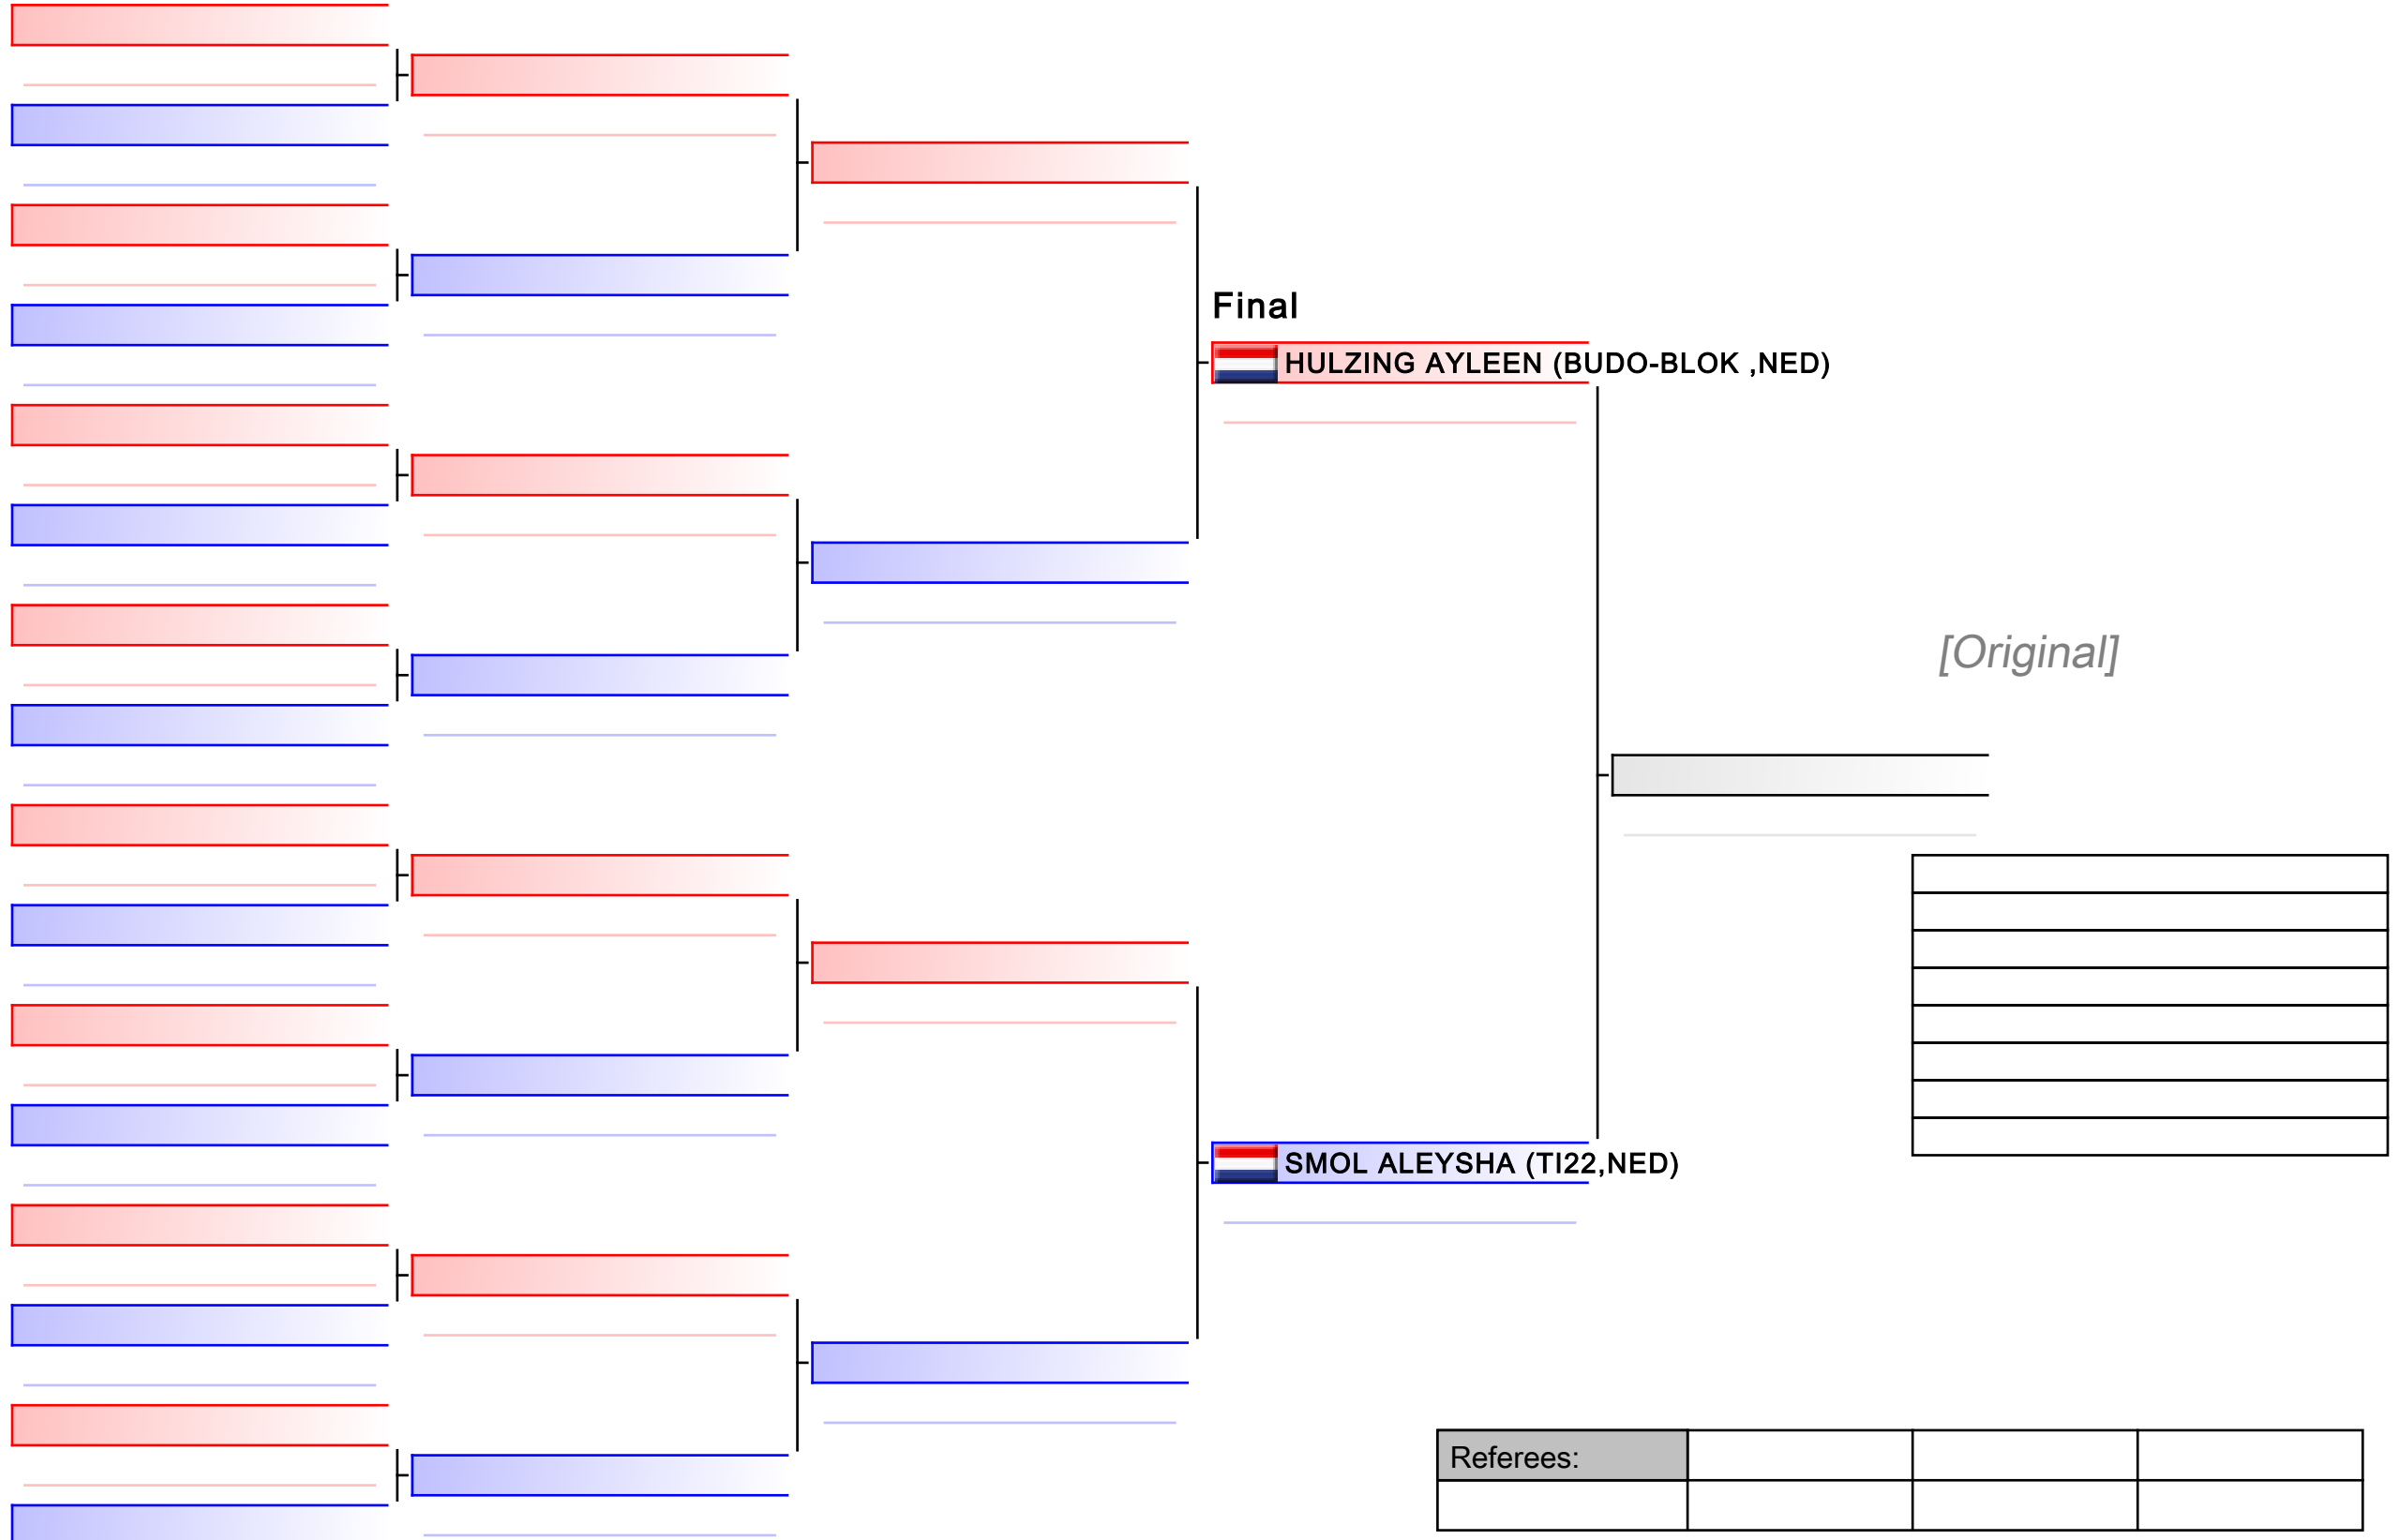 Final
HULZING AYLEEN (BUDO-BLOK ,NED)
[Original]
SMOL ALEYSHA (TI22,NED)
Referees: